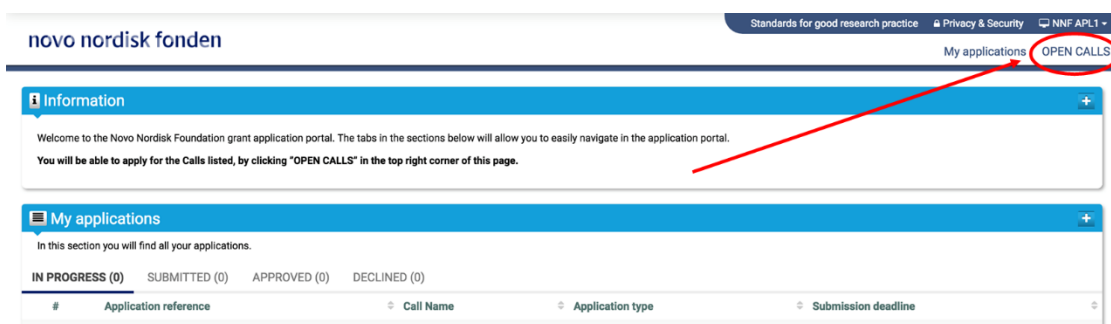 Standards for good research practice Privacy & Security NNF APL1
novo nordisk fonden
My applications OPEN CALLS
Information
Welcome to the Novo Nordisk Foundation grant application portal. The tabs in the sections below will allow you to easily navigate in the application portal.
You will be able to apply for the Calls listed, by clicking "OPEN CALLS" in the top right corner of this page.
My applications
In this section you will find all your applications.
IN PROGRESS (0) SUBMITTED (0) APPROVED (0) DECLINED (0)
# Application reference Call Name Application type Submission deadline